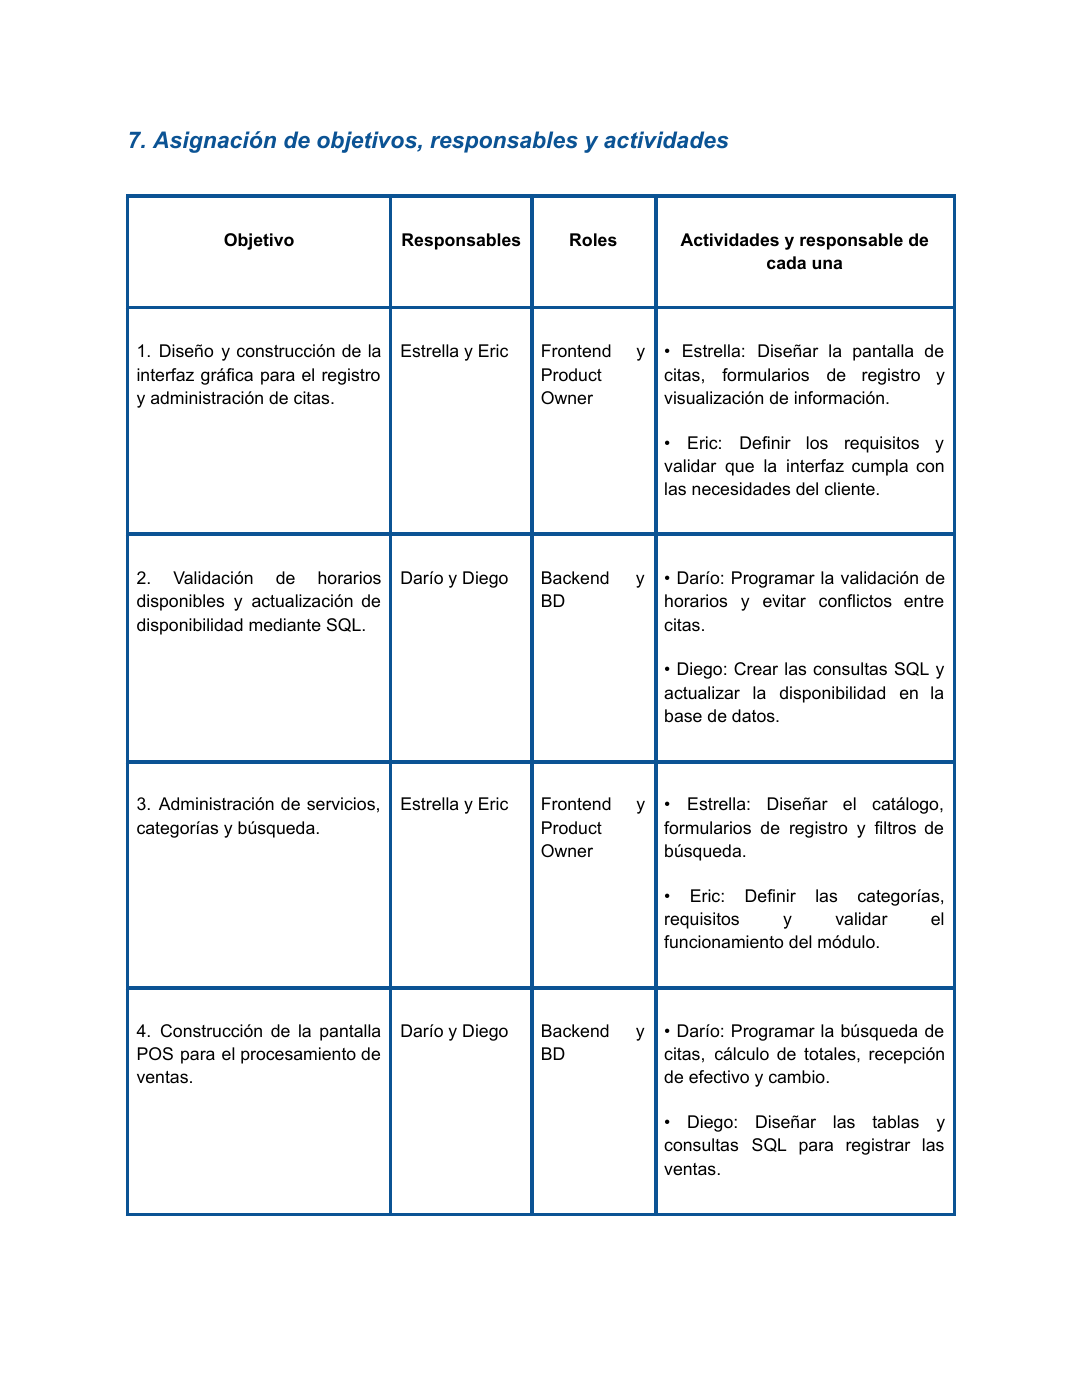 7. Asignación de objetivos, responsables y actividades
Objetivo
Responsables
Roles
Actividades y responsable de
cada una
1. Diseño y construcción de la
interfaz gráfica para el registro
y administración de citas.
Estrella y Eric
Frontend y
Product
Owner
• Estrella: Diseñar la pantalla de
citas, formularios de registro y
visualización de información.
• Eric: Definir los requisitos y
validar que la interfaz cumpla con
las necesidades del cliente.
2. Validación de horarios
disponibles y actualización de
disponibilidad mediante SQL.
Darío y Diego
Backend y
BD
• Darío: Programar la validación de
horarios y evitar conflictos entre
citas.
• Diego: Crear las consultas SQL y
actualizar la disponibilidad en la
base de datos.
3. Administración de servicios,
categorías y búsqueda.
Estrella y Eric
Frontend y
Product
Owner
• Estrella: Diseñar el catálogo,
formularios de registro y filtros de
búsqueda.
• Eric: Definir las categorías,
requisitos y validar el
funcionamiento del módulo.
4. Construcción de la pantalla
POS para el procesamiento de
ventas.
Darío y Diego
Backend y
BD
• Darío: Programar la búsqueda de
citas, cálculo de totales, recepción
de efectivo y cambio.
• Diego: Diseñar las tablas y
consultas SQL para registrar las
ventas.